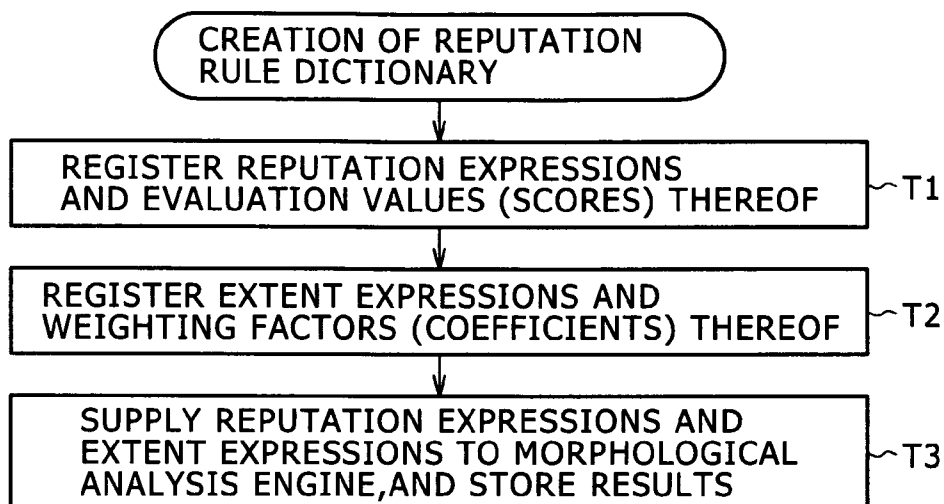 CREATION OF REPUTATION
RULE DICTIONARY
REGISTER REPUTATION EXPRESSIONS
AND EVALUATION VALUES (SCORES) THEREOF
T1
REGISTER EXTENT EXPRESSIONS AND
WEIGHTING FACTORS (COEFFICIENTS) THEREOF
T2
SUPPLY REPUTATION EXPRESSIONS AND
EXTENT EXPRESSIONS TO MORPHOLOGICAL
ANALYSIS ENGINE,AND STORE RESULTS
T3